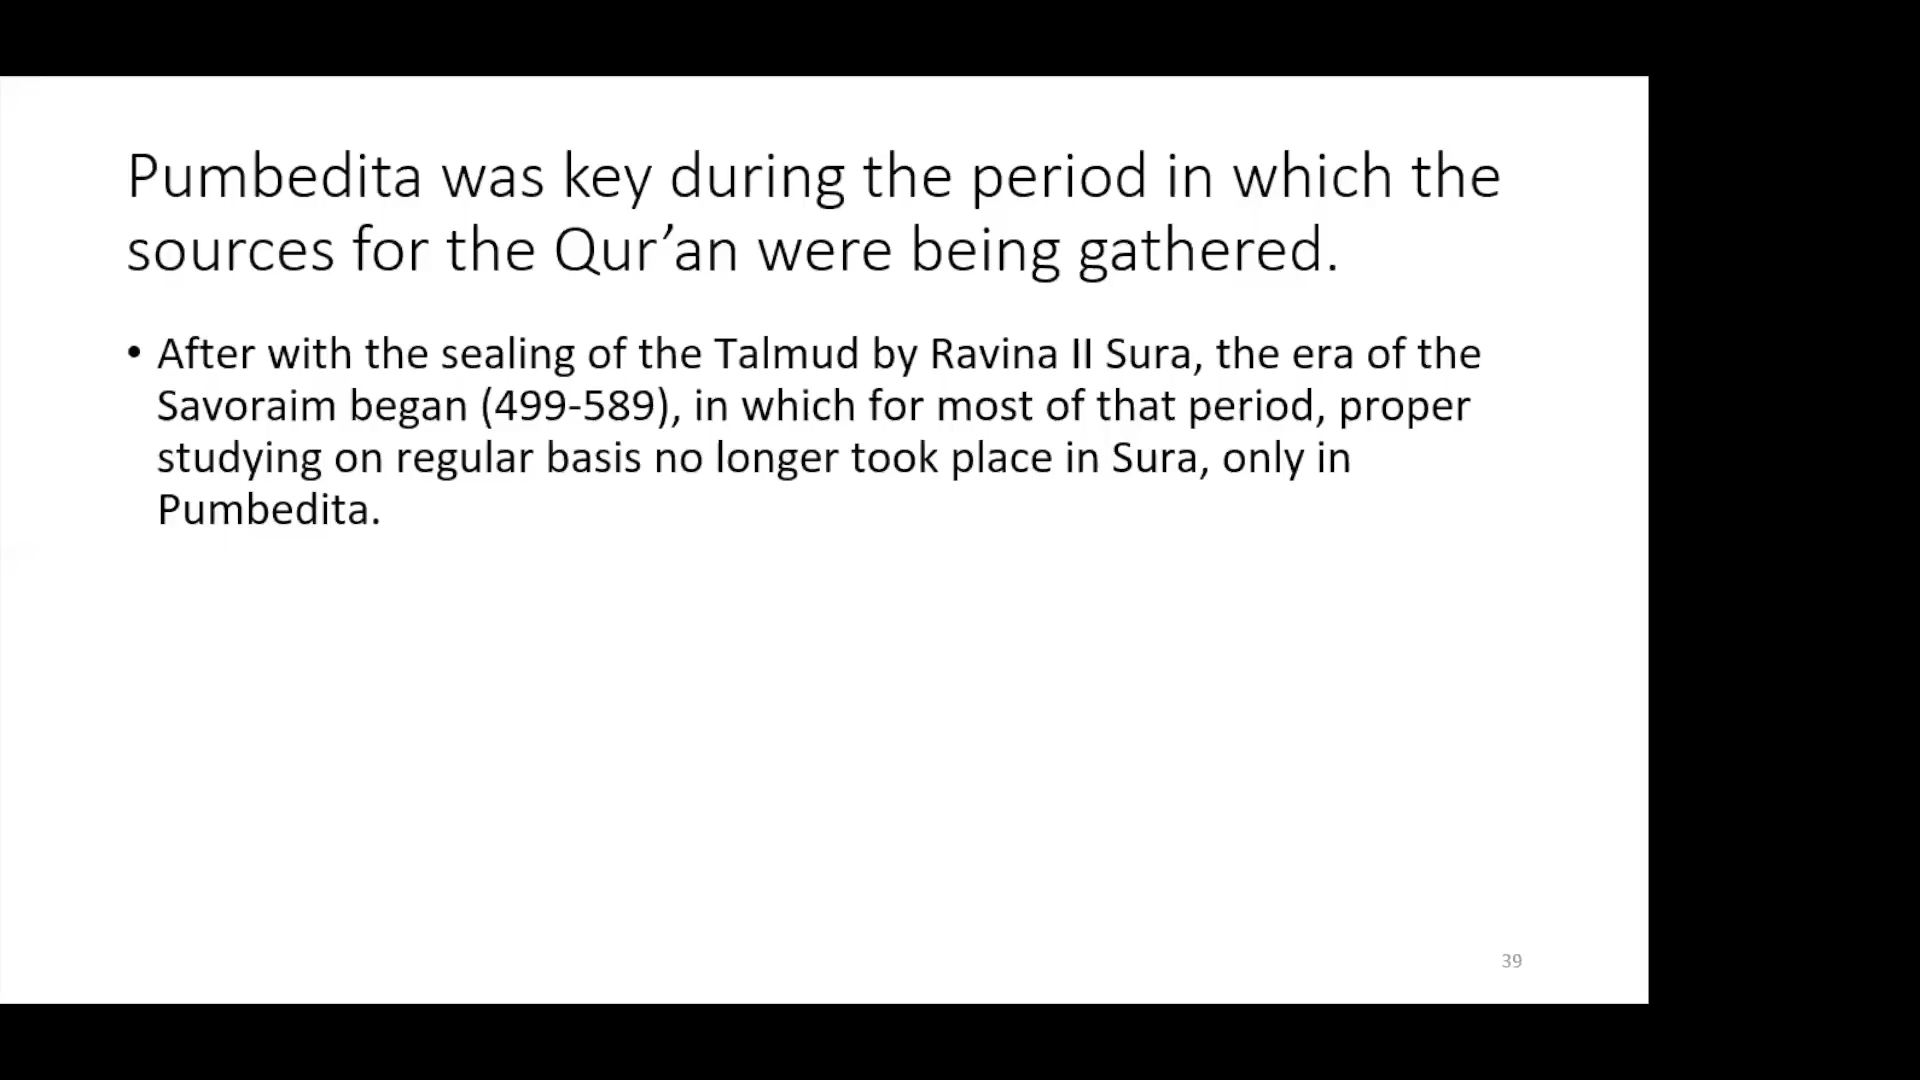 Pumbedita was key during the period in which the
sources for the Qur’an were being gathered.
• After with the sealing of the Talmud by Ravina II Sura, the era of the
Savoraim began (499-589), in which for most of that period, proper
studying on regular basis no longer took place in Sura, only in
Pumbedita.
39